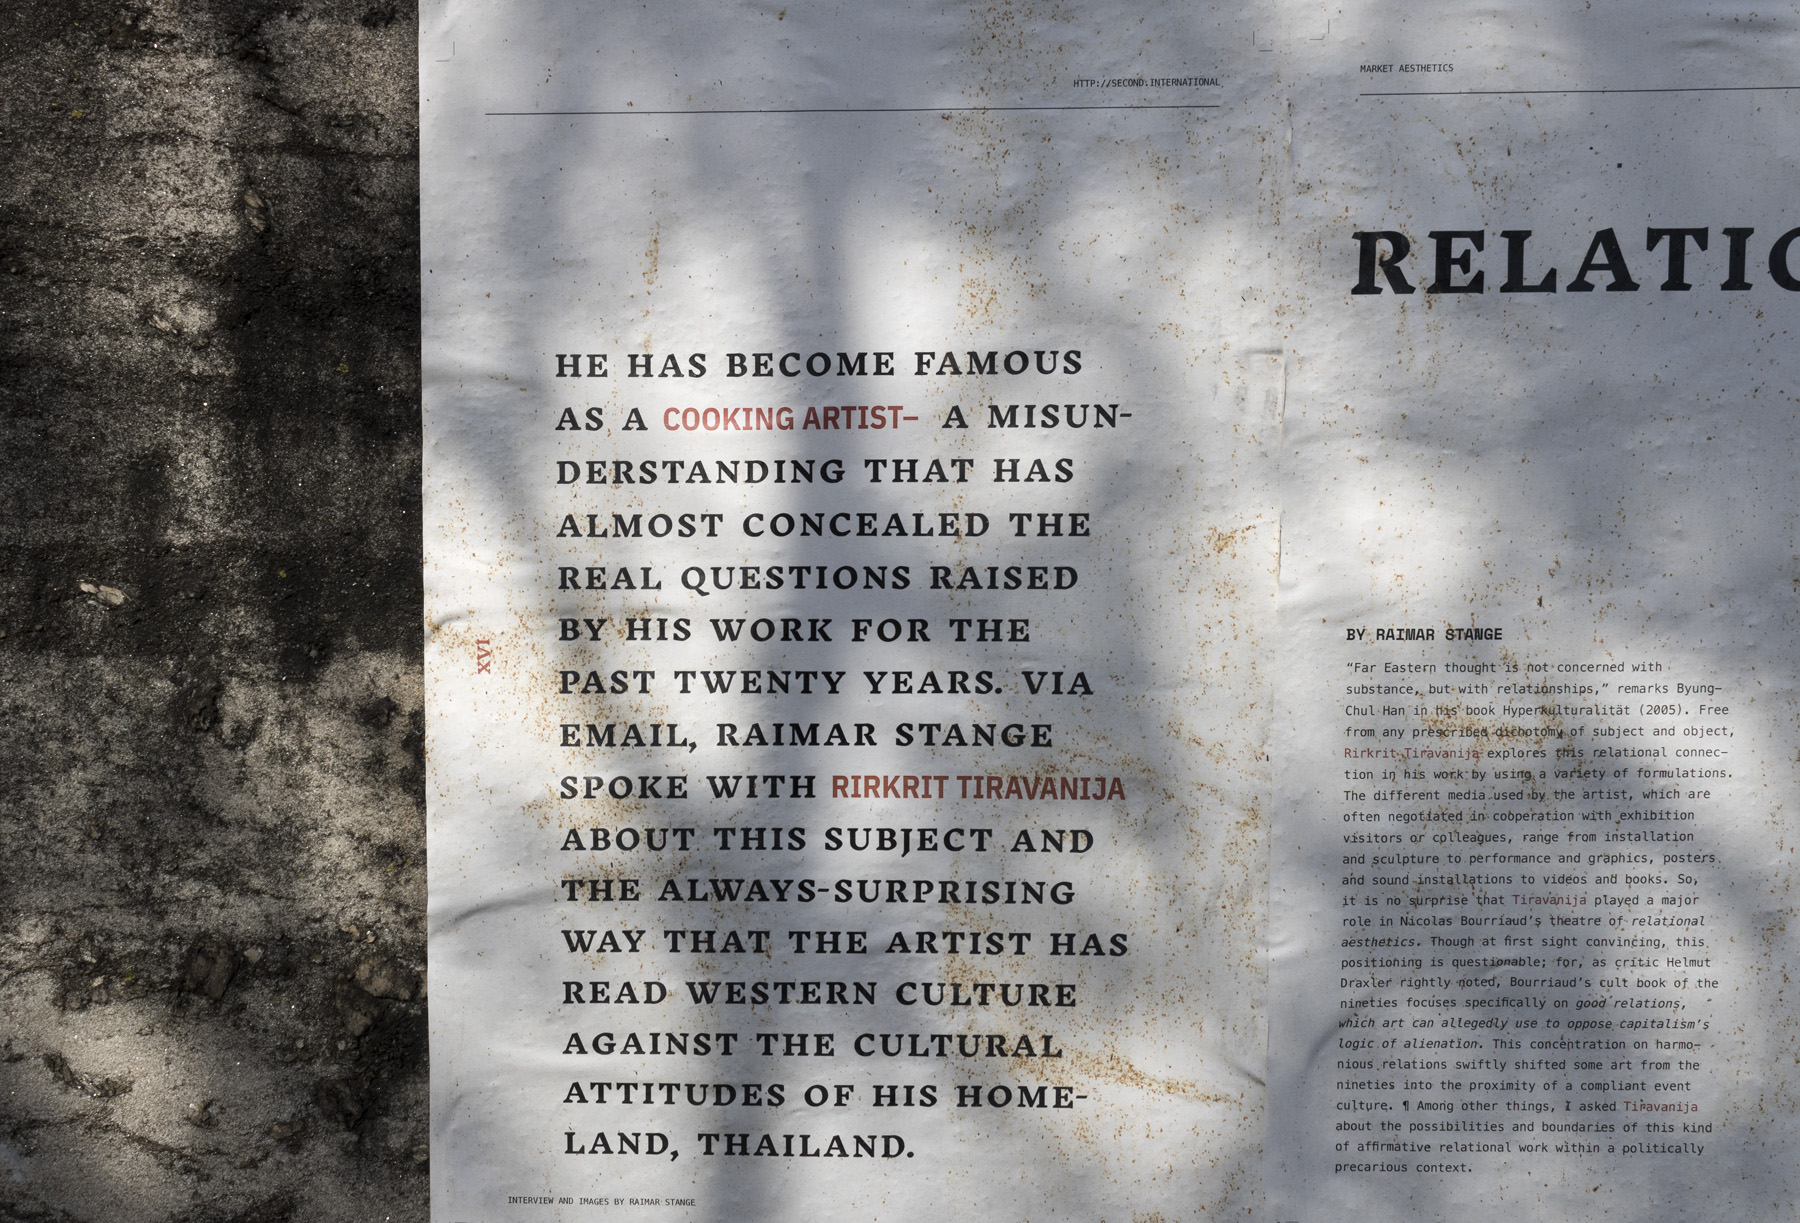 HTTP://SECOND.INTERNATIONAL
HE HAS BECOME FAMOUS
AS A COOKING ARTIST– A MISUN-
DERSTANDING THAT HAS
ALMOST CONCEALED THE
REAL QUESTIONS RAISED
BY HIS WORK FOR THE
PAST TWENTY YEARS. VIA
EMAIL, RAIMAR STANGE
SPOKE WITH RIRKRIT TIRAVANIJA
ABOUT THIS SUBJECT AND
THE ALWAYS-SURPRISING
WAY THAT THE ARTIST HAS
READ WESTERN CULTURE
AGAINST THE CULTURAL
ATTITUDES OF HIS HOME-
LAND, THAILAND.
XVI
INTERVIEW AND IMAGES BY RAIMAR STANGE
MARKET AESTHETICS
RELATIO
BY RAIMAR STANGE
“Far Eastern thought is not concerned with
substance, but with relationships,” remarks Byung-
Chul Han in his book Hyperkulturalität (2005). Free
from any prescribed dichotomy of subject and object,
Rirkrit Tiravanija explores this relational connec-
tion in his work by using a variety of formulations.
The different media used by the artist, which are
often negotiated in cooperation with exhibition
visitors or colleagues, range from installation
and sculpture to performance and graphics, posters
and sound installations to videos and books. So,
it is no surprise that Tiravanija played a major
role in Nicolas Bourriaud’s theatre of relational
aesthetics. Though at first sight convincing, this
positioning is questionable; for, as critic Helmut
Draxler rightly noted, Bourriaud’s cult book of the
nineties focuses specifically on good relations,
which art can allegedly use to oppose capitalism’s
logic of alienation. This concentration on harmo-
nious relations swiftly shifted some art from the
nineties into the proximity of a compliant event
culture. ¶ Among other things, I asked Tiravanija
about the possibilities and boundaries of this kind
of affirmative relational work within a politically
precarious context.